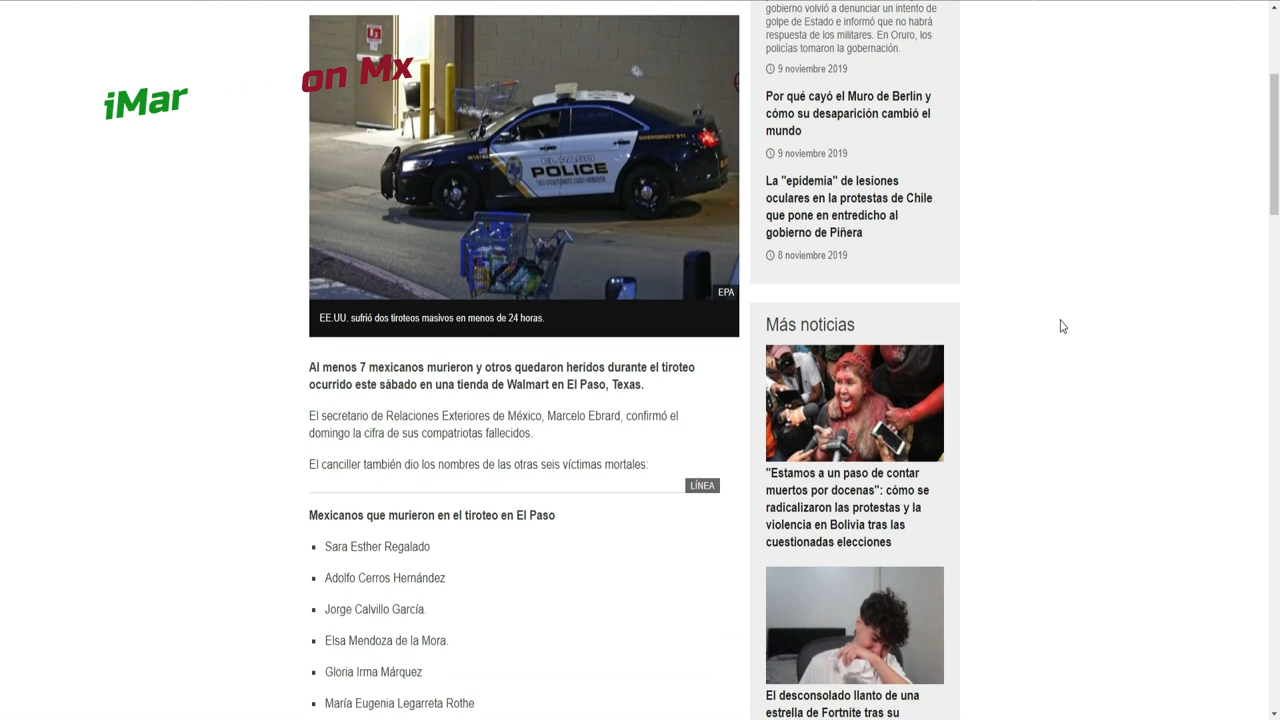 iMar
on Mx
EL PASO
POLICE
EMERGENCY 911
EPA
EE.UU. sufrió dos tiroteos masivos en menos de 24 horas.
Al menos 7 mexicanos murieron y otros quedaron heridos durante el tiroteo
ocurrido este sábado en una tienda de Walmart en El Paso, Texas.
El secretario de Relaciones Exteriores de México, Marcelo Ebrard, confirmó el
domingo la cifra de sus compatriotas fallecidos.
El canciller también dio los nombres de las otras seis víctimas mortales:
LÍNEA
Mexicanos que murieron en el tiroteo en El Paso
Sara Esther Regalado
Adolfo Cerros Hernández
Jorge Calvillo García.
Elsa Mendoza de la Mora.
Gloria Irma Márquez
María Eugenia Legarreta Rothe
gobierno volvió a denunciar un intento de
golpe de Estado e informó que no habrá
respuesta de los militares. En Oruro, los
policías tomaron la gobernación.
9 noviembre 2019
Por qué cayó el Muro de Berlín y
cómo su desaparición cambió el
mundo
9 noviembre 2019
La "epidemia" de lesiones
oculares en la protestas de Chile
que pone en entredicho al
gobierno de Piñera
8 noviembre 2019
Más noticias
"Estamos a un paso de contar
muertos por docenas": cómo se
radicalizaron las protestas y la
violencia en Bolivia tras las
cuestionadas elecciones
El desconsolado llanto de una
estrella de Fortnite tras su